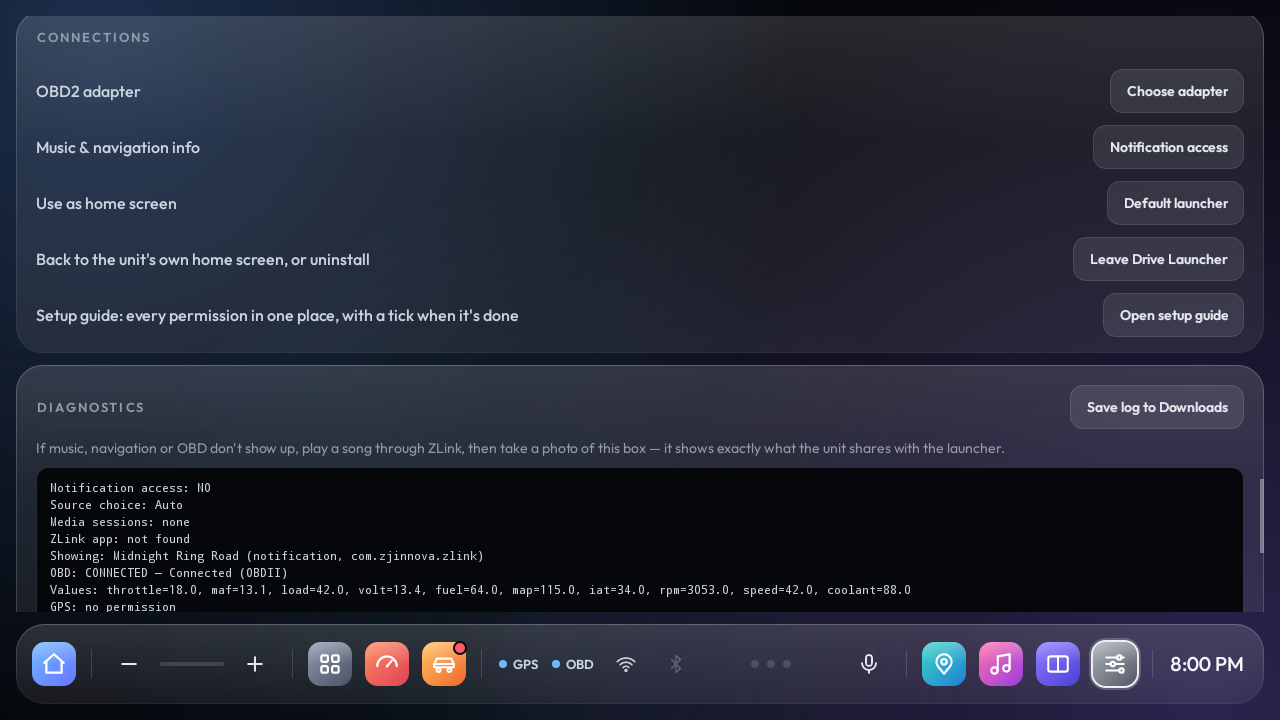 CONNECTIONS
OBD2 adapter
Choose adapter
Music & navigation info
Notification access
Use as home screen
Default launcher
Back to the unit's own home screen, or uninstall
Leave Drive Launcher
Setup guide: every permission in one place, with a tick when it's done
Open setup guide
DIAGNOSTICS
Save log to Downloads
If music, navigation or OBD don't show up, play a song through ZLink, then take a photo of this box — it shows exactly what the unit shares with the launcher.
Notification access: NO
Source choice: Auto
Media sessions: none
ZLink app: not found
Showing: Midnight Ring Road (notification, com.zjinnova.zlink)
OBD: CONNECTED — Connected (OBDII)
Values: throttle=18.0, maf=13.1, load=42.0, volt=13.4, fuel=64.0, map=115.0, iat=34.0, rpm=3053.0, speed=42.0, coolant=88.0
GPS: no permission
GPS
OBD
8:00 PM